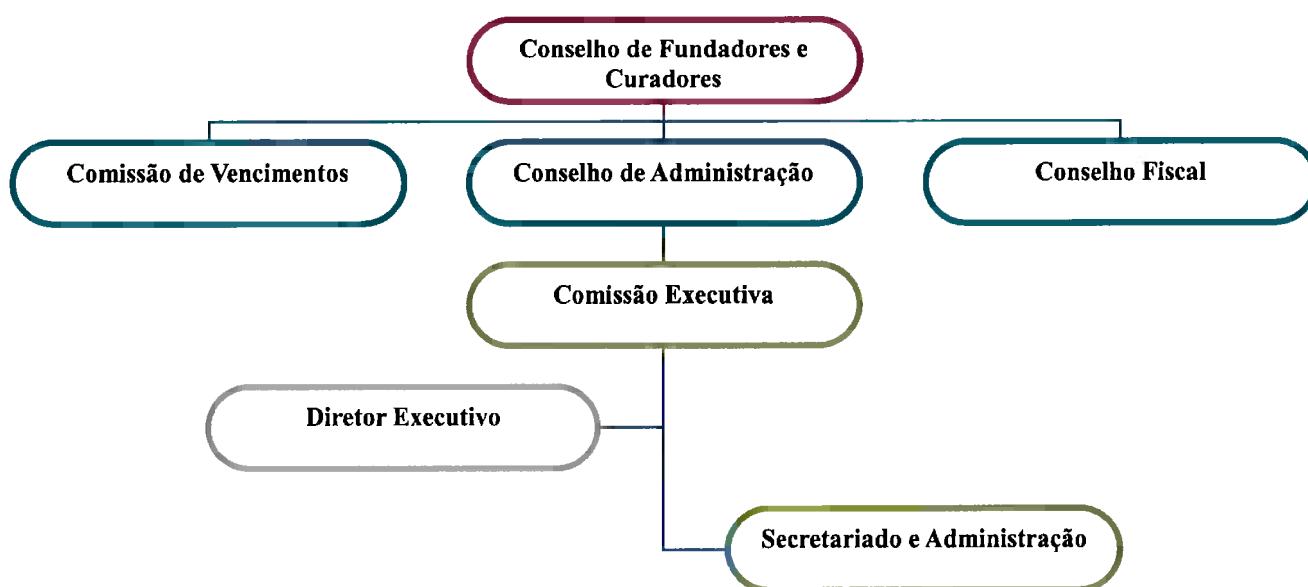 Conselho de Fundadores e
Curadores
Comissão de Vencimentos
Conselho de Administração
Conselho Fiscal
Comissão Executiva
Diretor Executivo
Secretariado e Administração